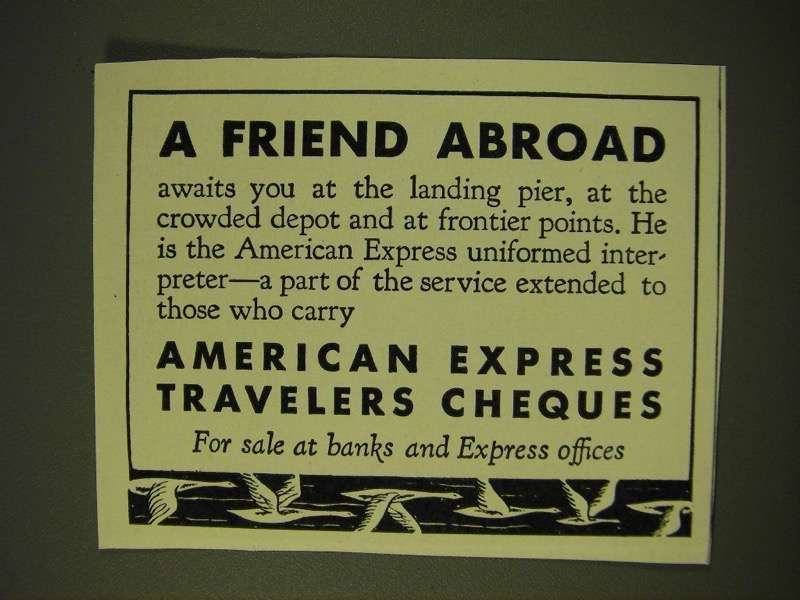 A FRIEND ABROAD
awaits you at the landing pier, at the
crowded depot and at frontier points. He
is the American Express uniformed inter-
preter—a part of the service extended to
those who carry
AMERICAN EXPRESS
TRAVELERS CHEQUES
For sale at banks and Express offices